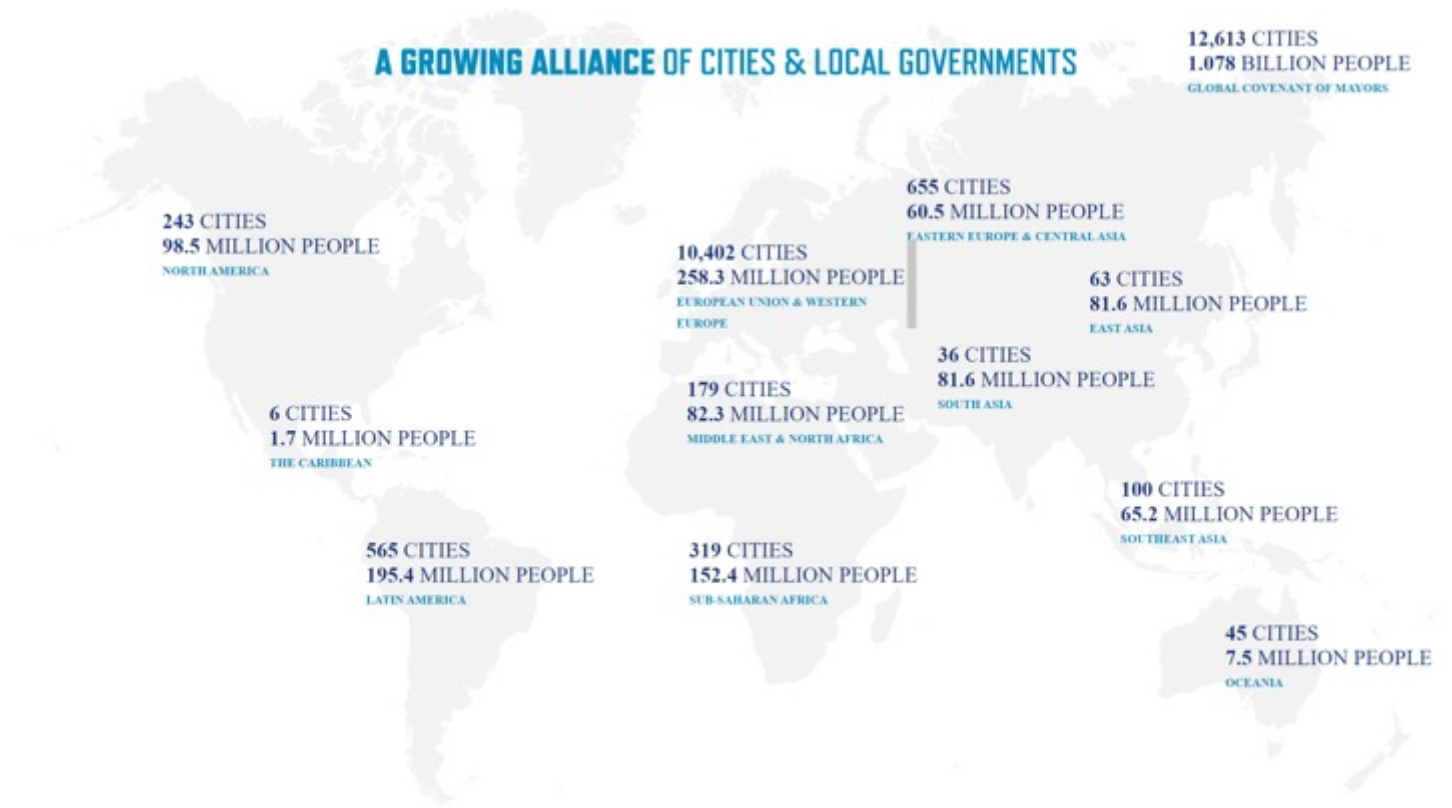 A GROWING ALLIANCE OF CITIES & LOCAL GOVERNMENTS
12,613 CITIES
1.078 BILLION PEOPLE
GLOBAL COVENANT OF MAYORS
655 CITIES
60.5 MILLION PEOPLE
EASTERN EUROPE & CENTRAL ASIA
243 CITIES
98.5 MILLION PEOPLE
NORTH AMERICA
10,402 CITIES
258.3 MILLION PEOPLE
EUROPEAN UNION & WESTERN
EUROPE
63 CITIES
81.6 MILLION PEOPLE
EAST ASIA
36 CITIES
81.6 MILLION PEOPLE
SOUTH ASIA
179 CITIES
82.3 MILLION PEOPLE
MIDDLE EAST & NORTH AFRICA
6 CITIES
1.7 MILLION PEOPLE
THE CARIBBEAN
100 CITIES
65.2 MILLION PEOPLE
SOUTHEAST ASIA
565 CITIES
195.4 MILLION PEOPLE
LATIN AMERICA
319 CITIES
152.4 MILLION PEOPLE
SUB-SAHARAN AFRICA
45 CITIES
7.5 MILLION PEOPLE
OCEANIA